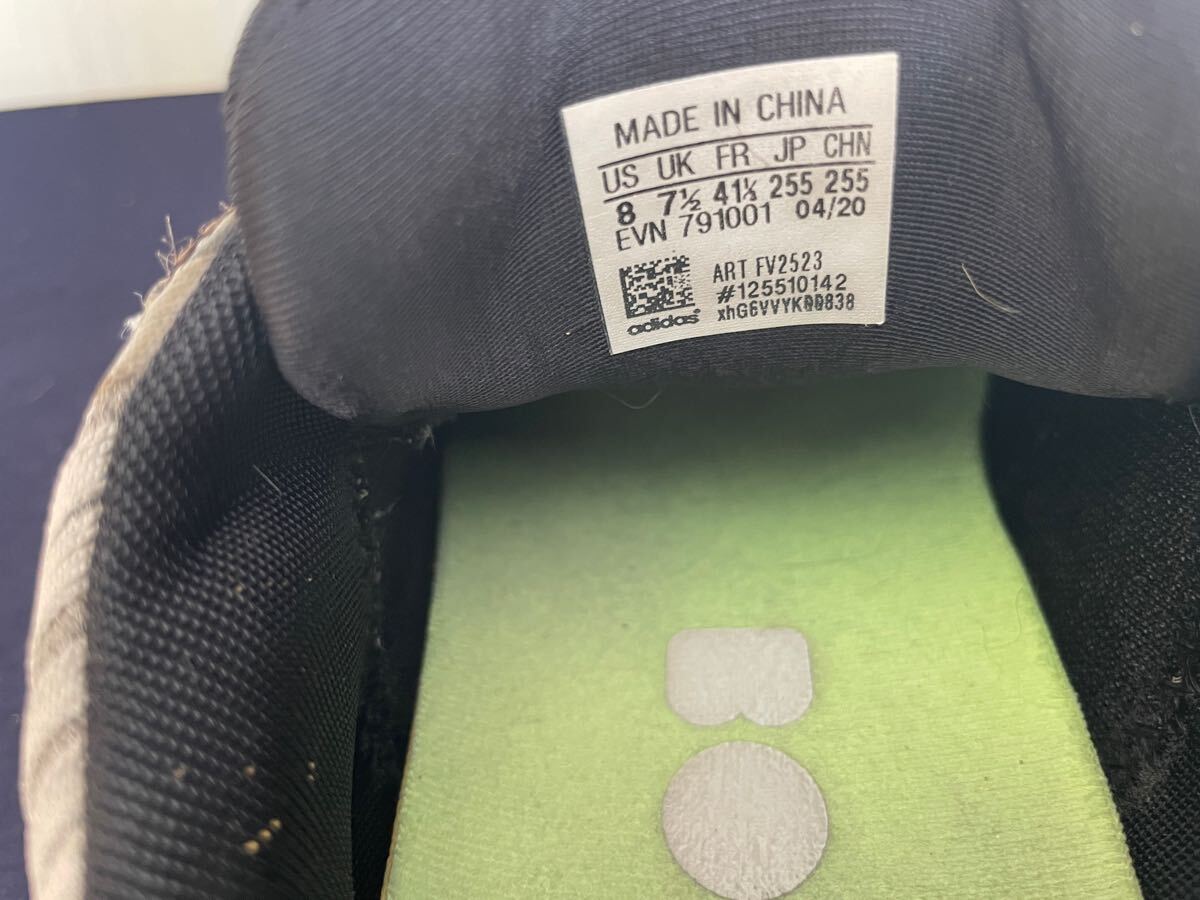 MADE IN CHINA
US UK FR JP CHN
8 7½ 41⅓ 255 255
EVN 791001 04/20
ART FV2523
#125510142
adidas